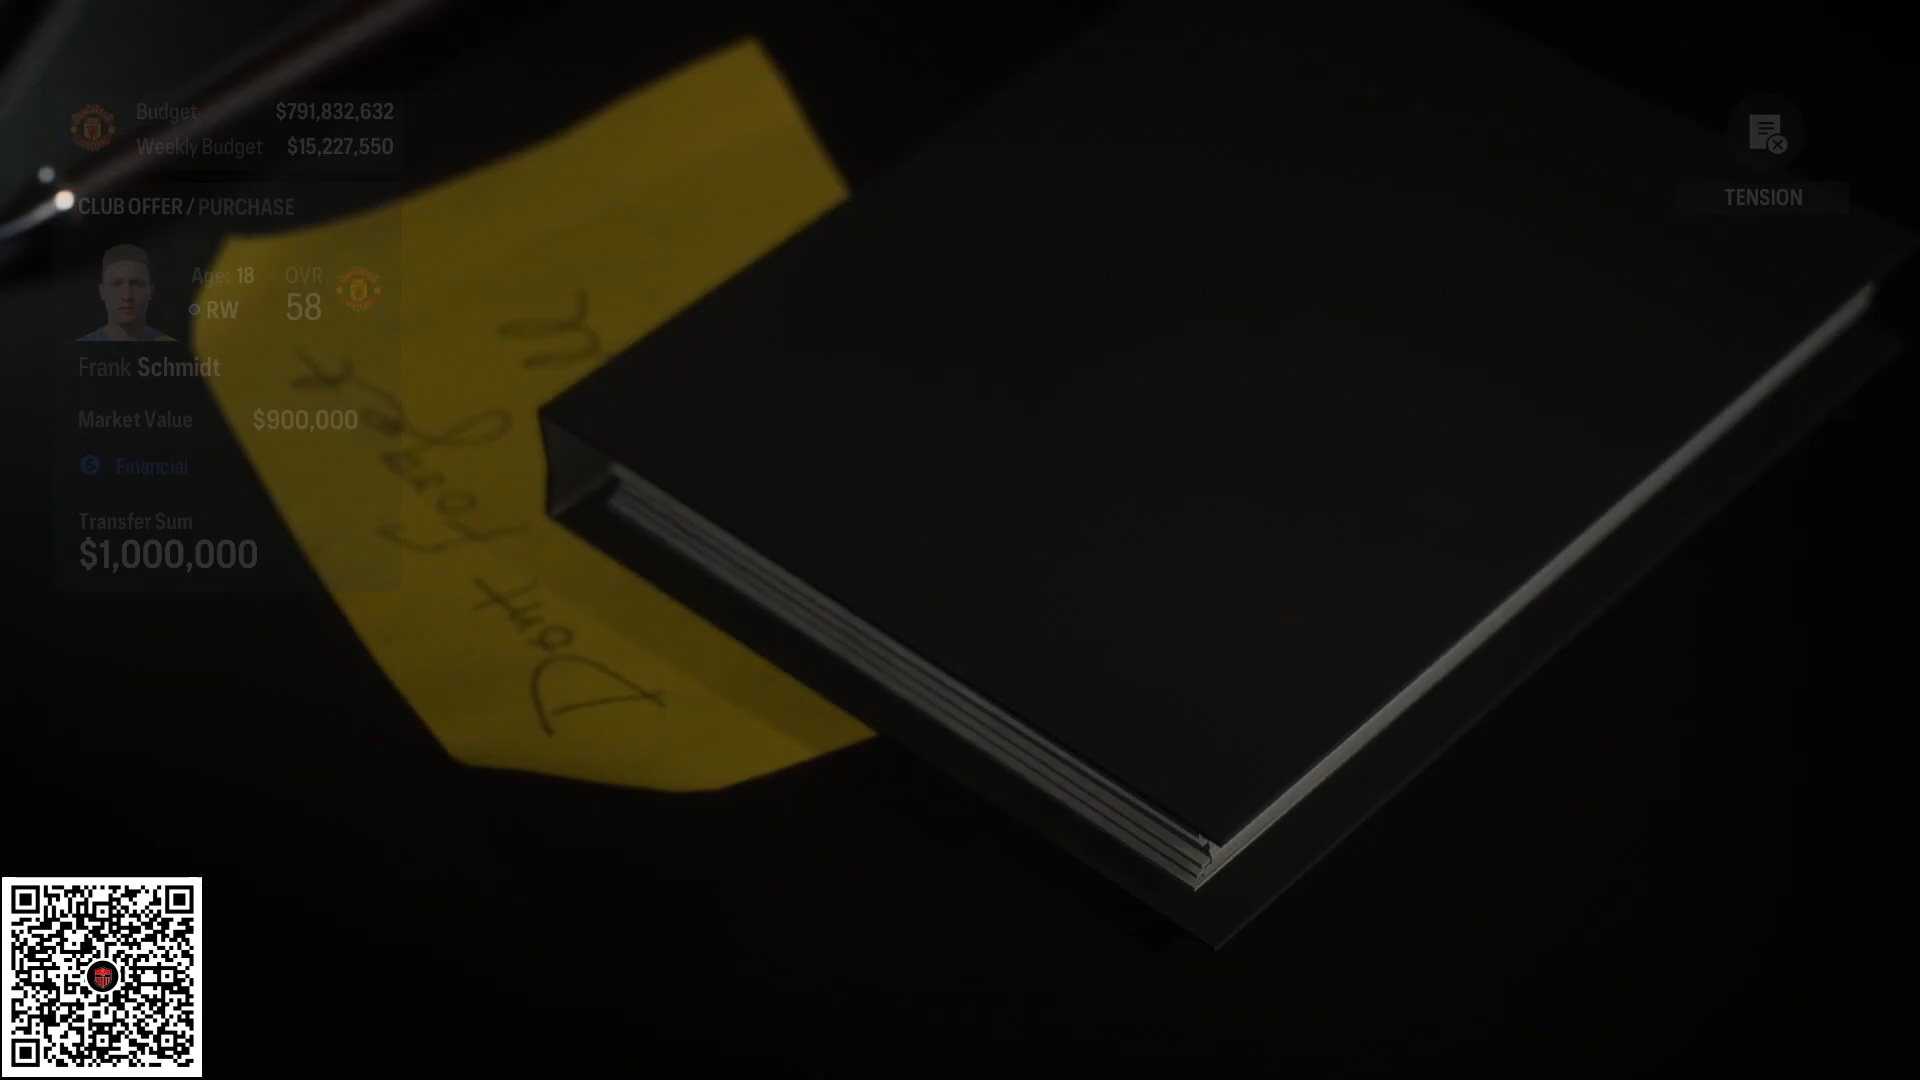 Budget $791,832,632
Weekly Budget $15,227,550
CLUB OFFER / PURCHASE
Age: 18 OVR
RW 58
Frank Schmidt
Market Value $900,000
Financial
Transfer Sum
$1,000,000
TENSION
Dont
Forget